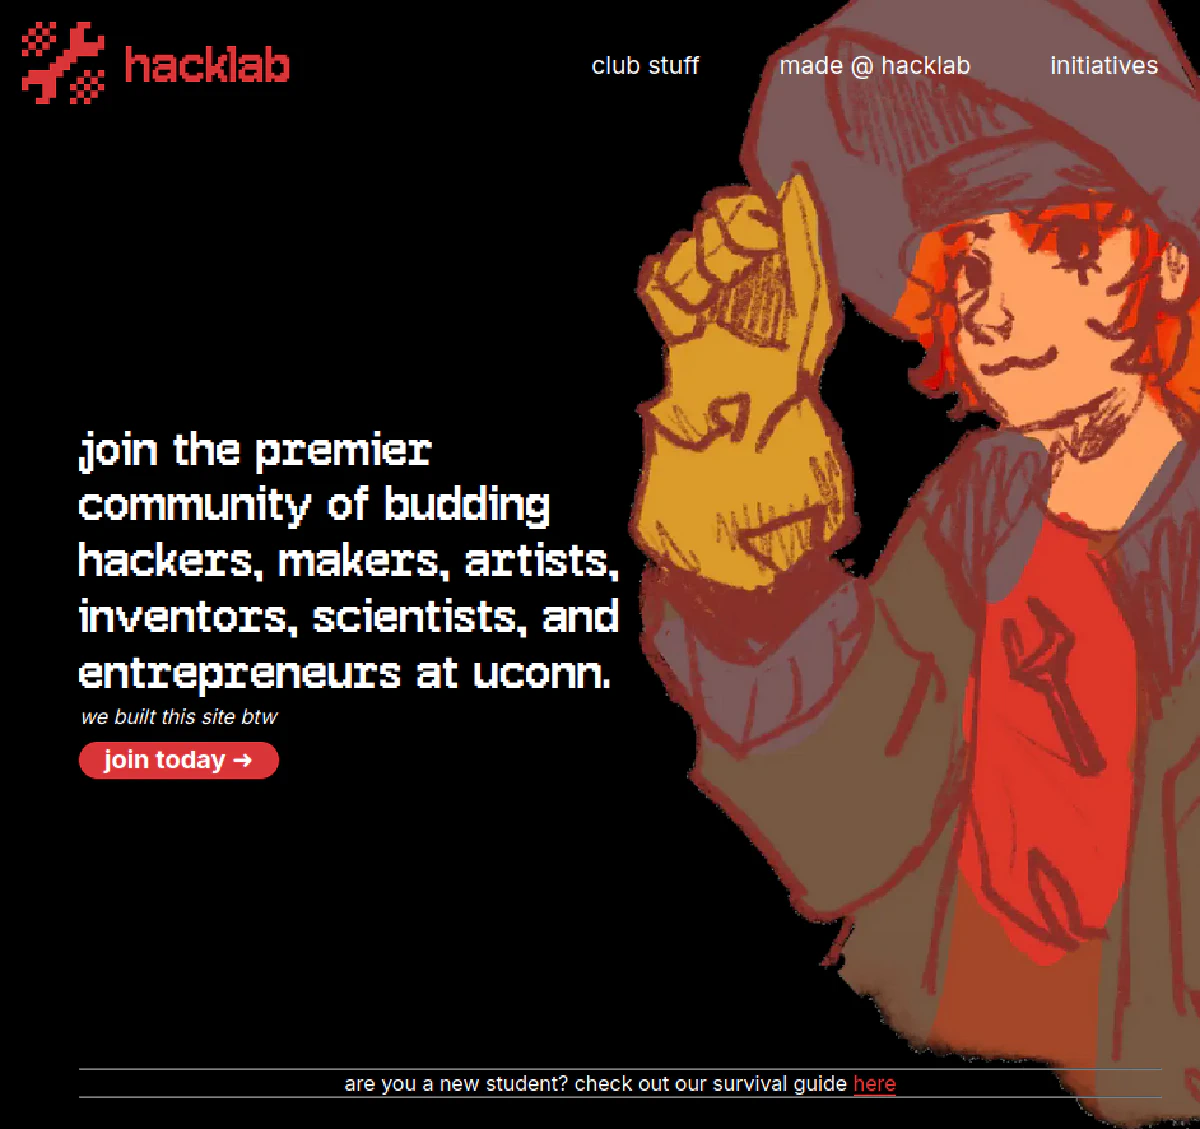 hacklab
club stuff
made @ hacklab
initiatives
join the premier
community of budding
hackers, makers, artists,
inventors, scientists, and
entrepreneurs at uconn.
we built this site btw
join today →
are you a new student? check out our survival guide here